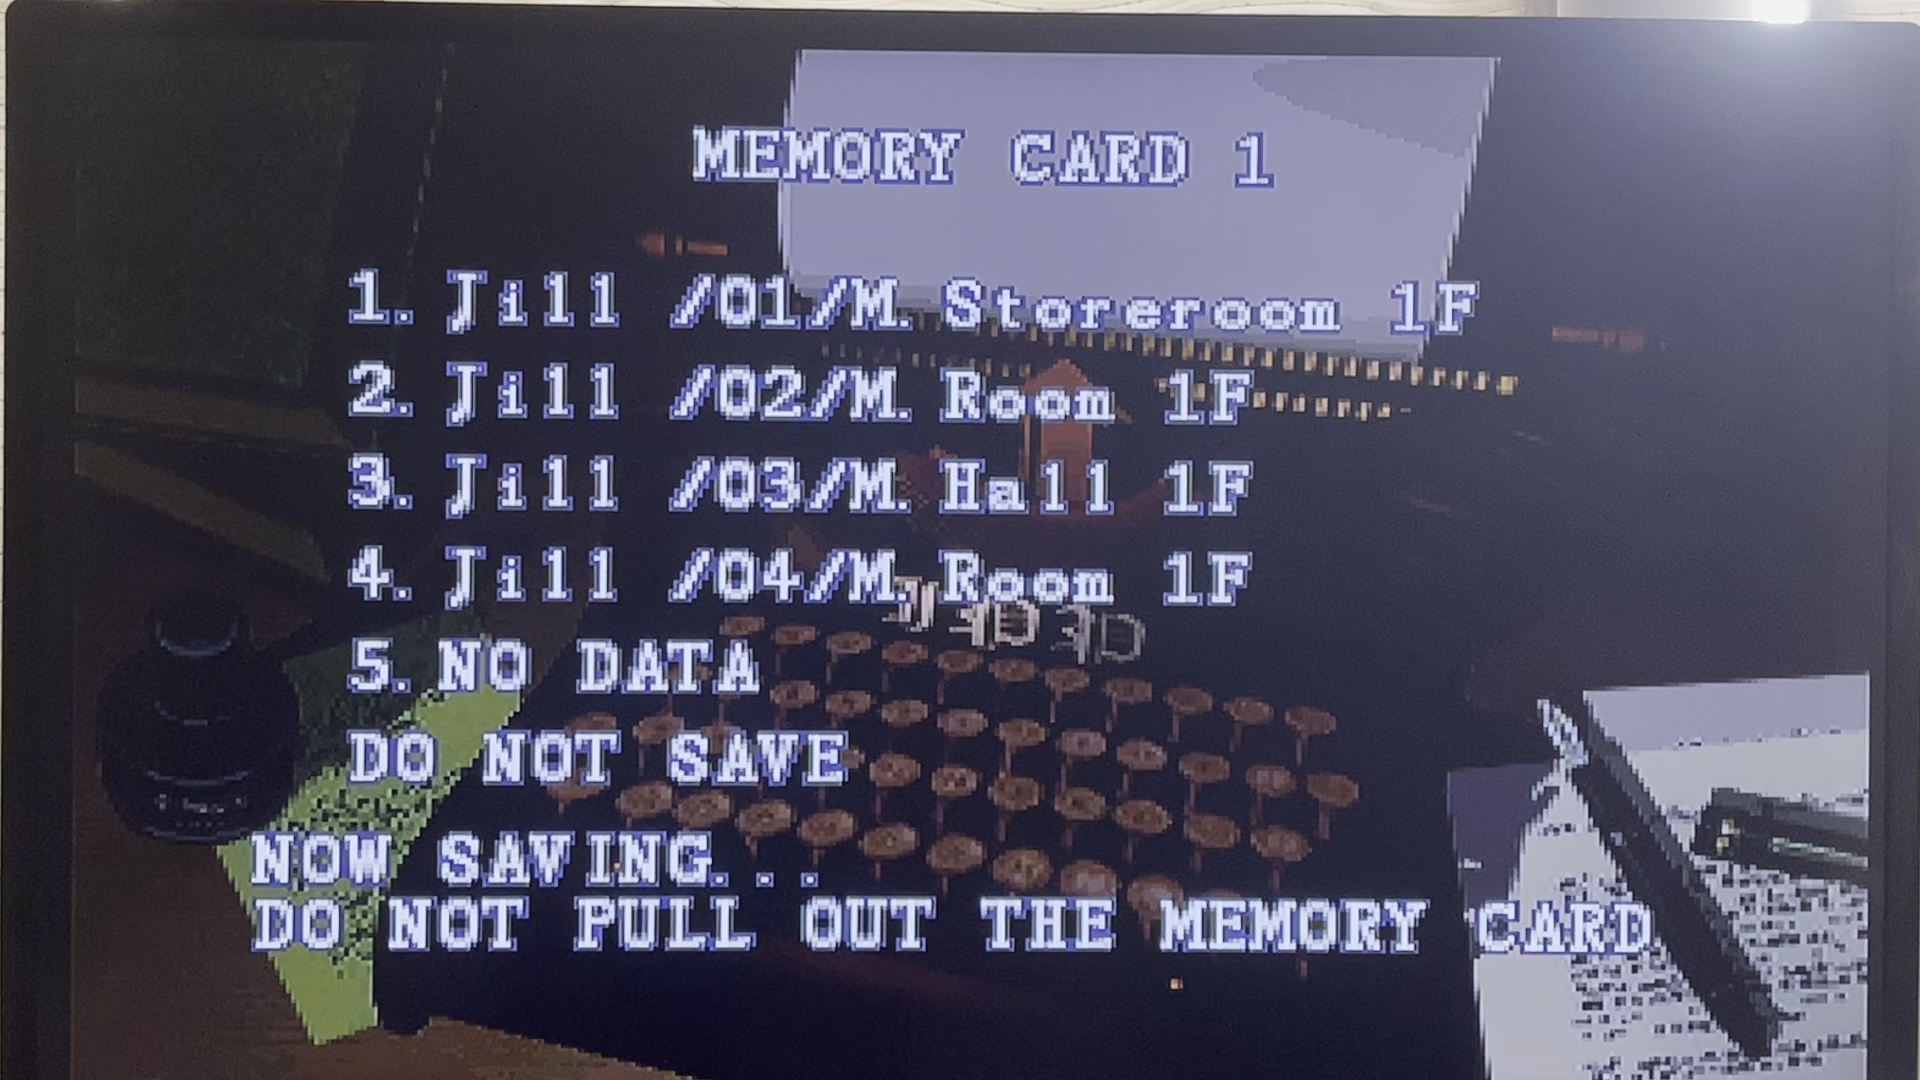 MEMORY CARD 1
1. Jill /01/M. Storeroom 1F
2. Jill /02/M. Room 1F
3. Jill /03/M. Hall 1F
4. Jill /04/M. Room 1F
5. NO DATA
DO NOT SAVE
NOW SAVING...
DO NOT PULL OUT THE MEMORY CARD